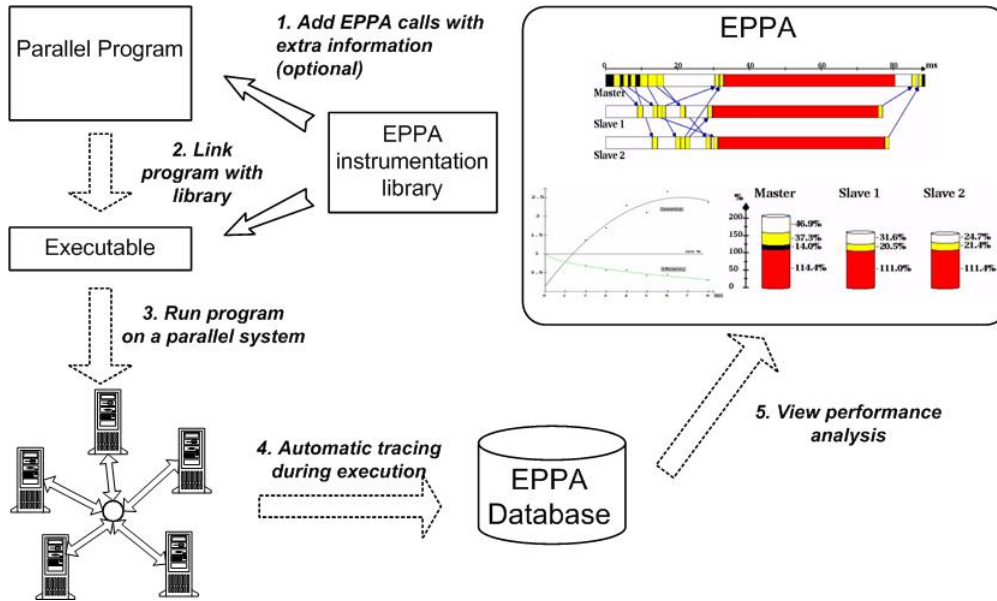 Parallel Program
1. Add EPPA calls with
extra information
(optional)
EPPA
instrumentation
library
2. Link
program with
library
Executable
3. Run program
on a parallel system
4. Automatic tracing
during execution
EPPA
Database
5. View performance
analysis
EPPA
0 20 40 60 80 ms
Master
Slave 1
Slave 2
% Master Slave 1 Slave 2
200
150
100
50
0
46.9%
37.3%
14.0%
114.4%
31.6%
20.5%
111.0%
24.7%
21.4%
111.4%